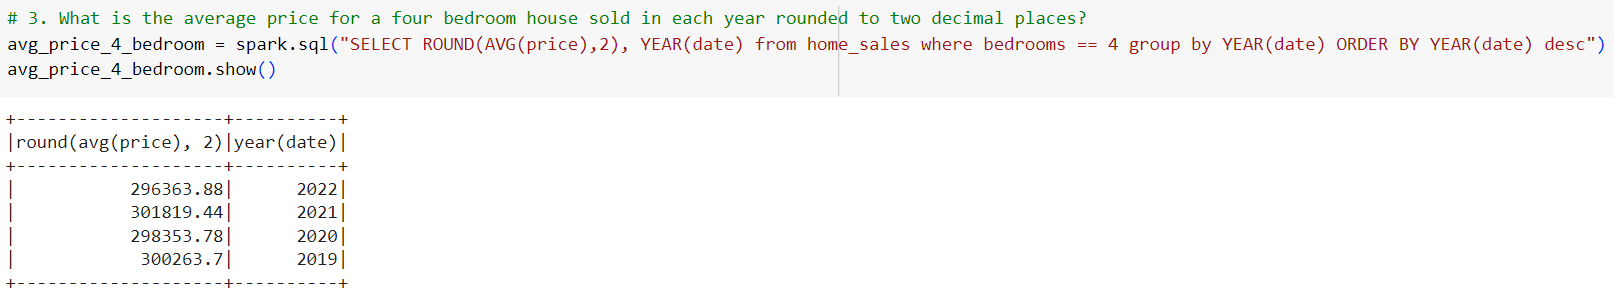 # 3. What is the average price for a four bedroom house sold in each year rounded to two decimal places?
avg_price_4_bedroom = spark.sql("SELECT ROUND(AVG(price),2), YEAR(date) from home_sales where bedrooms == 4 group by YEAR(date) ORDER BY YEAR(date) desc")
avg_price_4_bedroom.show()
+--------------------+----------+
|round(avg(price), 2)|year(date)|
+--------------------+----------+
|           296363.88|      2022|
|           301819.44|      2021|
|           298353.78|      2020|
|            300263.7|      2019|
+--------------------+----------+